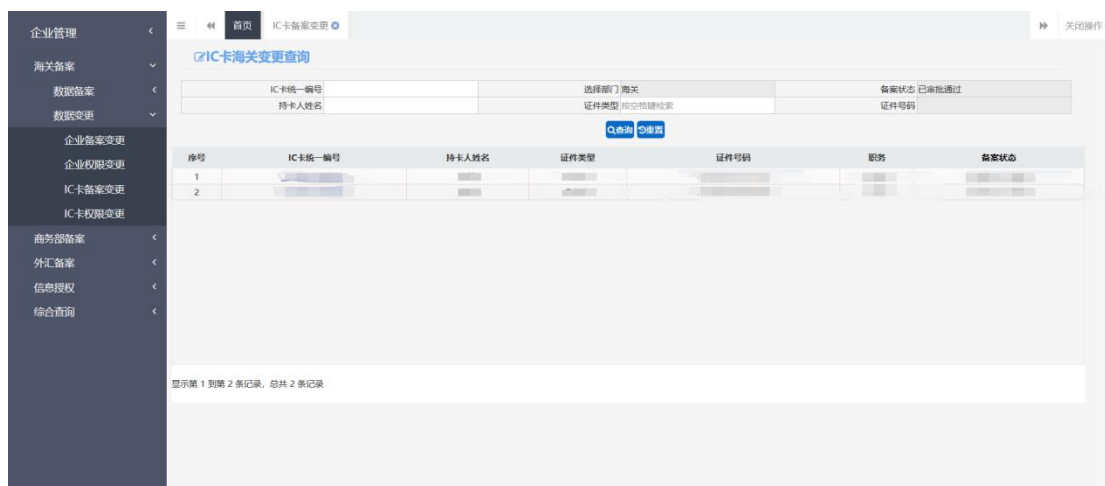 企业管理
海关备案
数据备案
数据变更
企业备案变更
企业权限变更
IC卡备案变更
IC卡权限变更
商务部备案
外汇备案
信息授权
综合查询
首页 IC卡备案变更 关闭操作
IC卡海关变更查询
IC卡统一编号 选择部门 海关 备案状态 已审批通过
持卡人姓名 证件类型 按空格键检索 证件号码
查询 重置
序号 IC卡统一编号 持卡人姓名 证件类型 证件号码 职务 备案状态
1
2
显示第 1 到第 2 条记录，总共 2 条记录